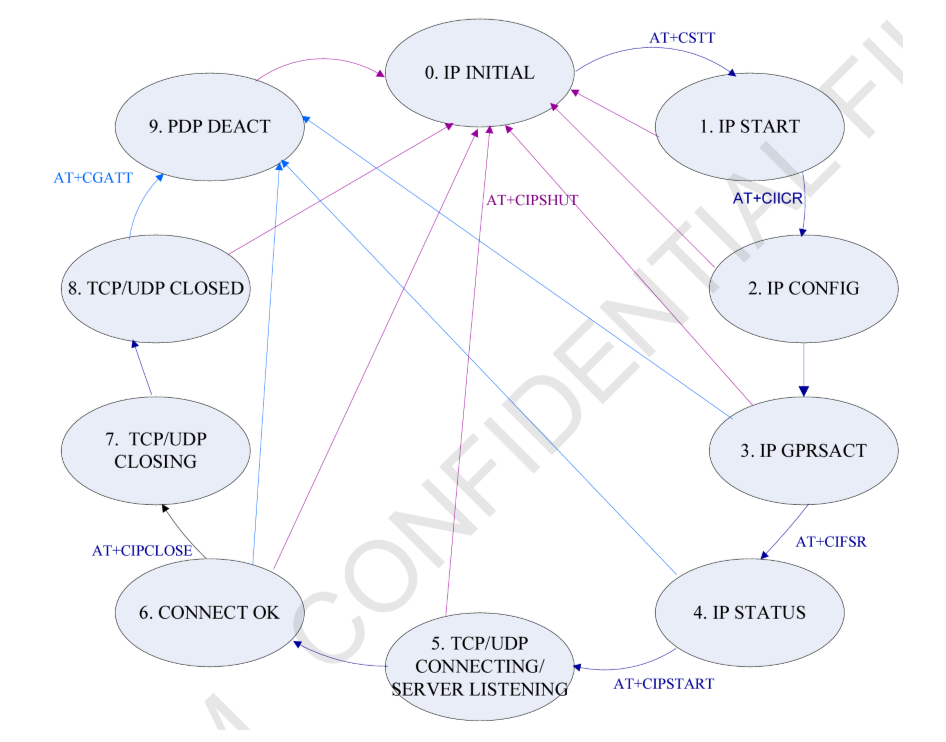 AT+CSTT
0. IP INITIAL
9. PDP DEACT
1. IP START
AT+CGATT
AT+CIPSHUT
AT+CIICR
8. TCP/UDP CLOSED
2. IP CONFIG
7. TCP/UDP
CLOSING
3. IP GPRSACT
AT+CIPCLOSE
AT+CIFSR
6. CONNECT OK
4. IP STATUS
5. TCP/UDP
CONNECTING/
SERVER LISTENING
AT+CIPSTART
CONFIDENTIAL